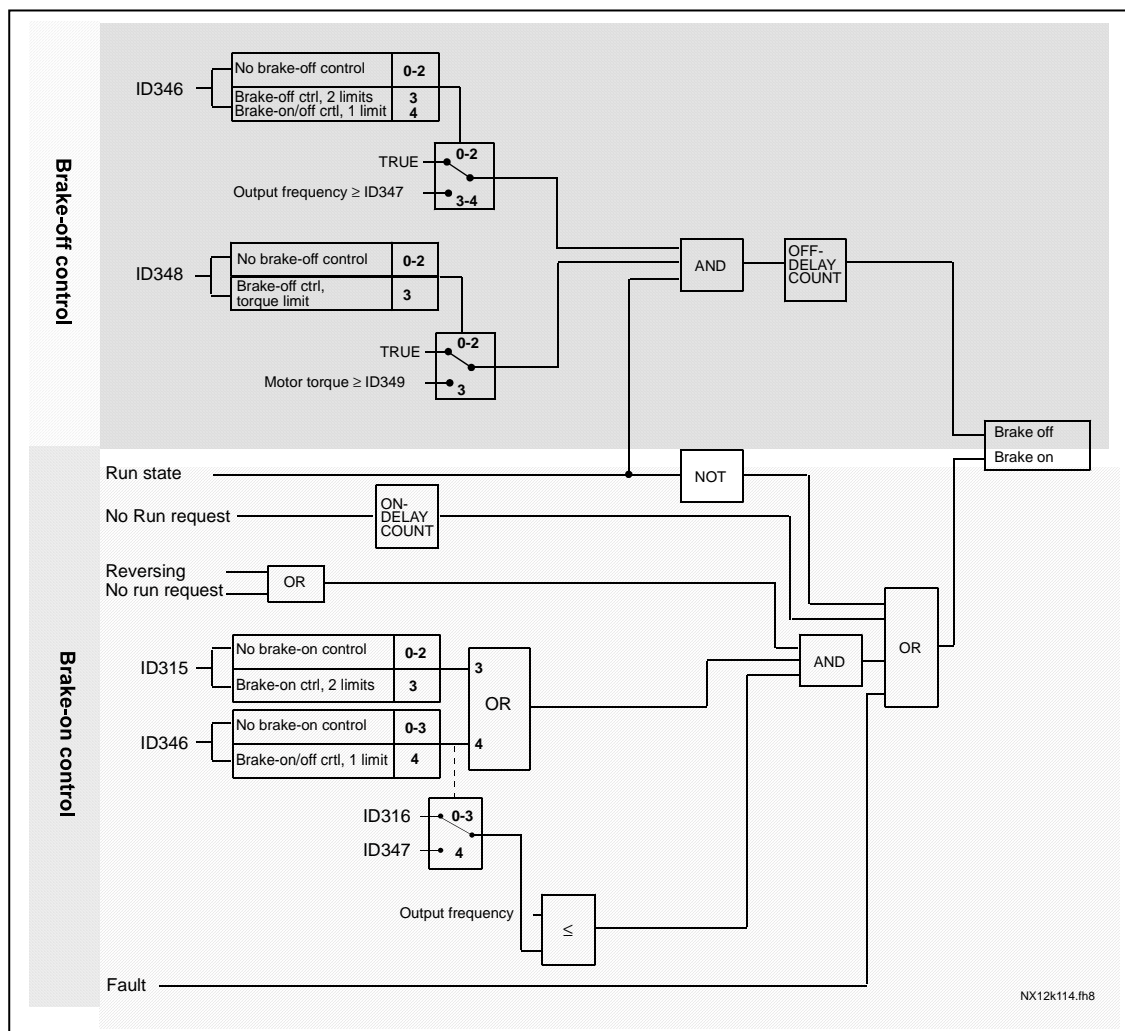 Brake-off control
ID346
No brake-off control 0-2
Brake-off ctrl, 2 limits 3
Brake-on/off crtl, 1 limit 4
TRUE
0-2
Output frequency ≥ ID347
3-4
ID348
No brake-off control 0-2
Brake-off ctrl,
torque limit
3
TRUE
0-2
Motor torque ≥ ID349
3
AND
OFF-
DELAY
COUNT
Brake off
Brake on
Brake-on control
Run state
NOT
No Run request
ON-
DELAY
COUNT
Reversing
No run request
OR
ID315
No brake-on control 0-2
Brake-on ctrl, 2 limits 3
ID346
No brake-on control 0-3
Brake-on/off crtl, 1 limit 4
3
OR
4
AND
OR
ID316
0-3
ID347
4
Output frequency
≤
Fault
NX12k114.fh8